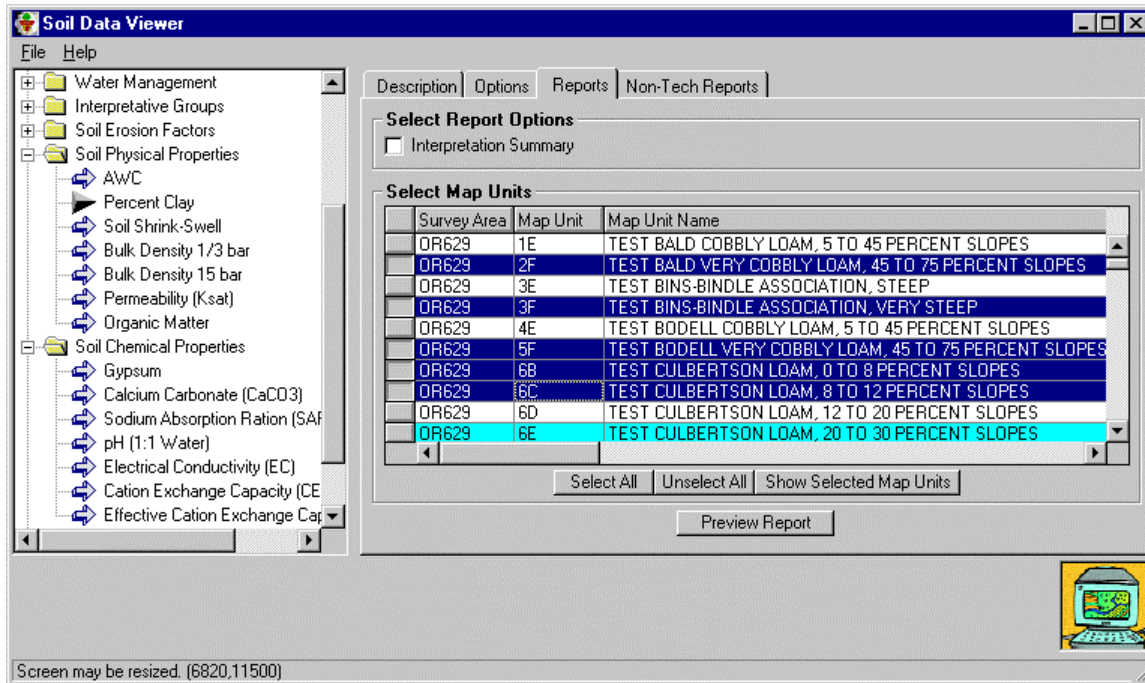 Soil Data Viewer
File Help
Water Management
Interpretative Groups
Soil Erosion Factors
Soil Physical Properties
AWC
Percent Clay
Soil Shrink-Swell
Bulk Density 1/3 bar
Bulk Density 15 bar
Permeability (Ksat)
Organic Matter
Soil Chemical Properties
Gypsum
Calcium Carbonate (CaCO3)
Sodium Absorption Ration (SAF
pH (1:1 Water)
Electrical Conductivity (EC)
Cation Exchange Capacity (CE
Effective Cation Exchange Cap
Description Options Reports Non-Tech Reports
Select Report Options
Interpretation Summary
Select Map Units
Survey Area Map Unit Map Unit Name
OR629 1E TEST BALD COBBLY LOAM, 5 TO 45 PERCENT SLOPES
OR629 2F TEST BALD VERY COBBLY LOAM, 45 TO 75 PERCENT SLOPES
OR629 3E TEST BINS-BINDLE ASSOCIATION, STEEP
OR629 3F TEST BINS-BINDLE ASSOCIATION, VERY STEEP
OR629 4E TEST BODELL COBBLY LOAM, 5 TO 45 PERCENT SLOPES
OR629 5F TEST BODELL VERY COBBLY LOAM, 45 TO 75 PERCENT SLOPES
OR629 6B TEST CULBERTSON LOAM, 0 TO 8 PERCENT SLOPES
OR629 6C TEST CULBERTSON LOAM, 8 TO 12 PERCENT SLOPES
OR629 6D TEST CULBERTSON LOAM, 12 TO 20 PERCENT SLOPES
OR629 6E TEST CULBERTSON LOAM, 20 TO 30 PERCENT SLOPES
Select All Unselect All Show Selected Map Units
Preview Report
Screen may be resized. (6820,11500)